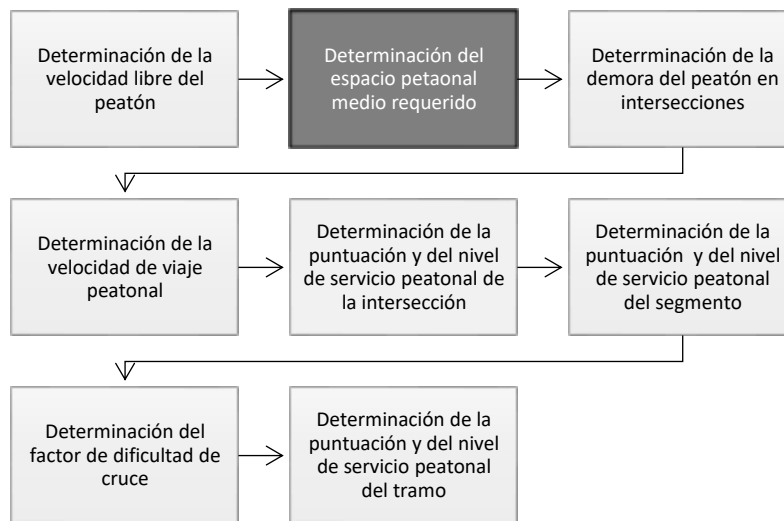 Determinación de la
velocidad libre del
peatón
Determinación del
espacio petaonal
medio requerido
Deterrminación de la
demora del peatón en
intersecciones
Determinación de la
velocidad de viaje
peatonal
Determinación de la
puntuación y del nivel
de servicio peatonal de
la intersección
Determinación de la
puntuación y del nivel
de servicio peatonal
del segmento
Determinación del
factor de dificultad de
cruce
Determinación de la
puntuación y del nivel
de servicio peatonal
del tramo